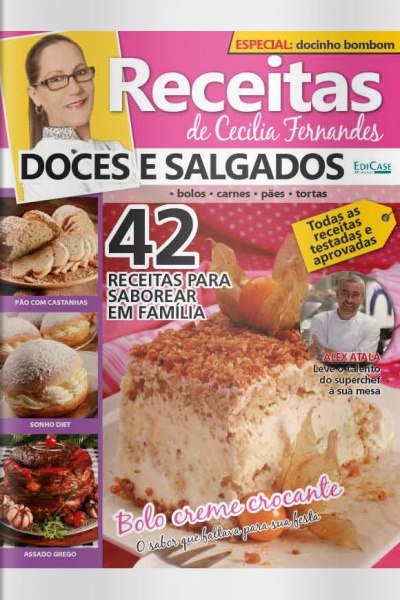 ESPECIAL: docinho bombom
Receitas
de Cecilia Fernandes
DOCES E SALGADOS
EDICASE
• bolos • carnes • pães • tortas
Todas as
receitas
testadas e
aprovadas
42
RECEITAS PARA
SABOREAR
EM FAMÍLIA
PÃO COM CASTANHAS
ALEX ATALA
Leve o talento
do superchef
à sua mesa
SONHO DIET
Bolo creme crocante
O sabor que faltava para sua festa
ASSADO GREGO